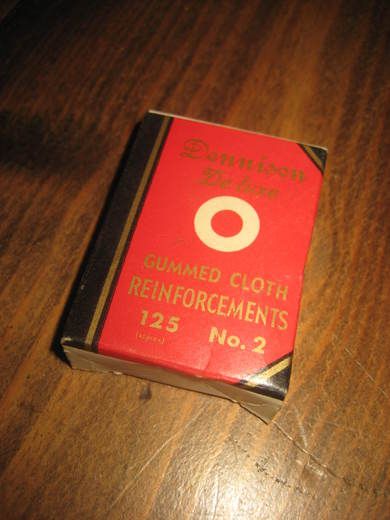 Dennison
De Luxe
GUMMED CLOTH
REINFORCEMENTS
125 No. 2